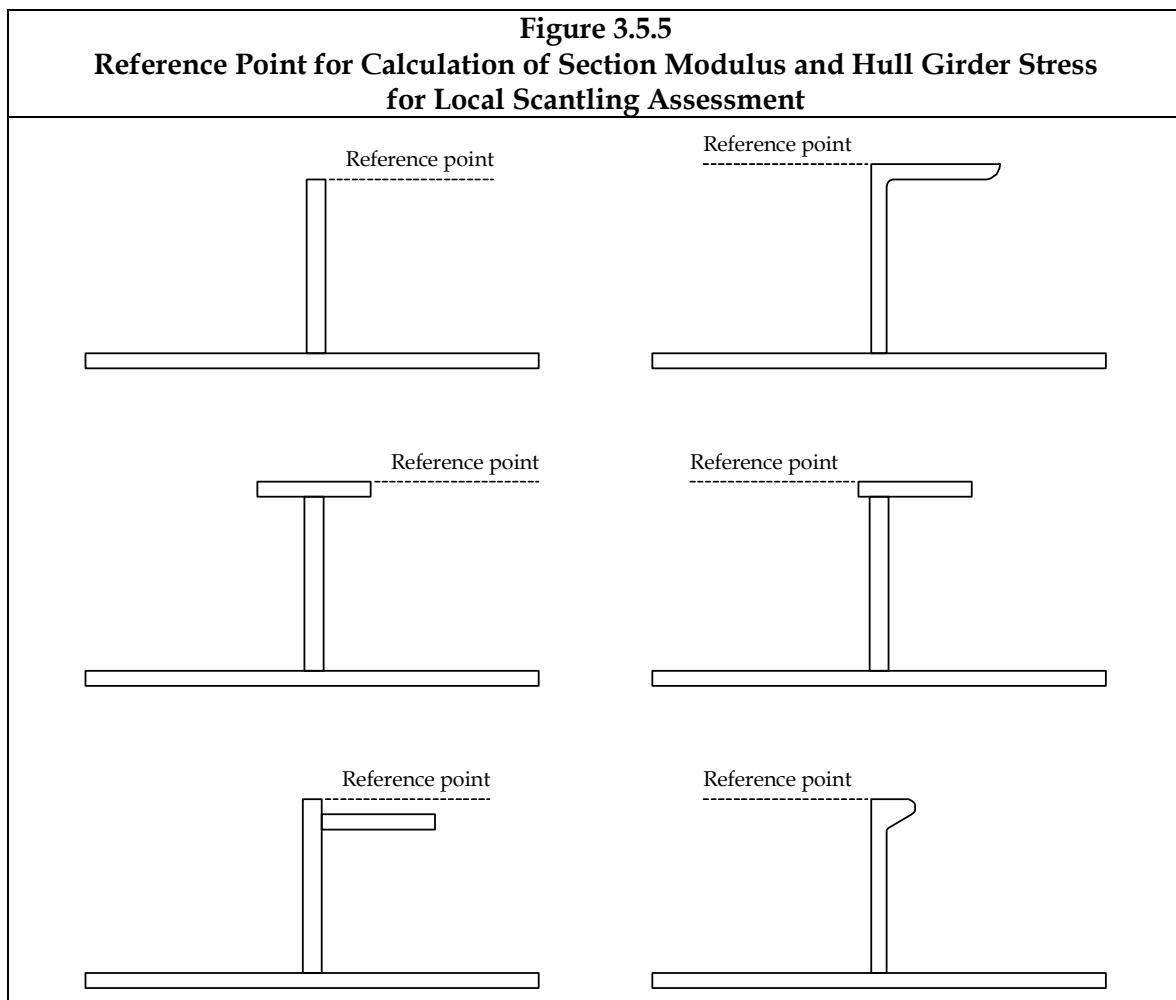 Figure 3.5.5
Reference Point for Calculation of Section Modulus and Hull Girder Stress
for Local Scantling Assessment
Reference point
Reference point
Reference point
Reference point
Reference point
Reference point